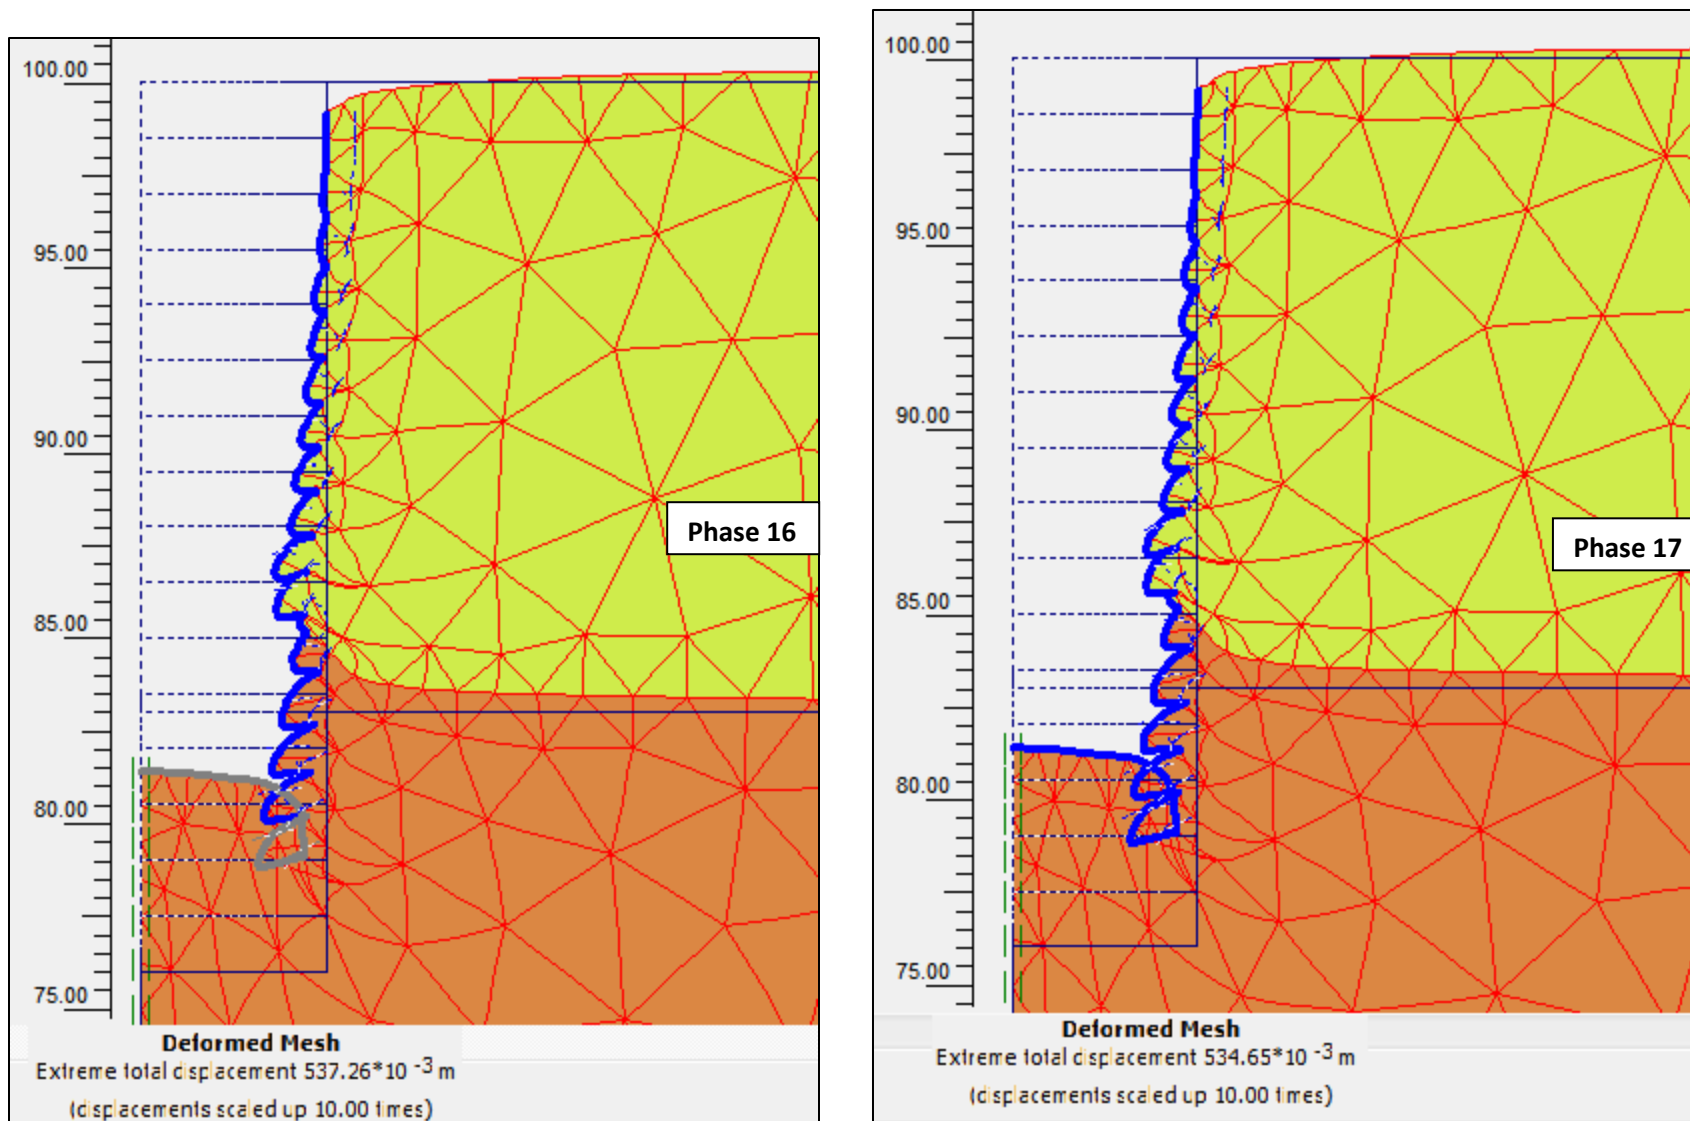 100.00
95.00
90.00
85.00
80.00
75.00
Phase 16
Deformed Mesh
Extreme total displacement 537.26*10 -3 m
(displacements scaled up 10.00 times)
100.00
95.00
90.00
85.00
80.00
75.00
Phase 17
Deformed Mesh
Extreme total displacement 534.65*10 -3 m
(displacements scaled up 10.00 times)